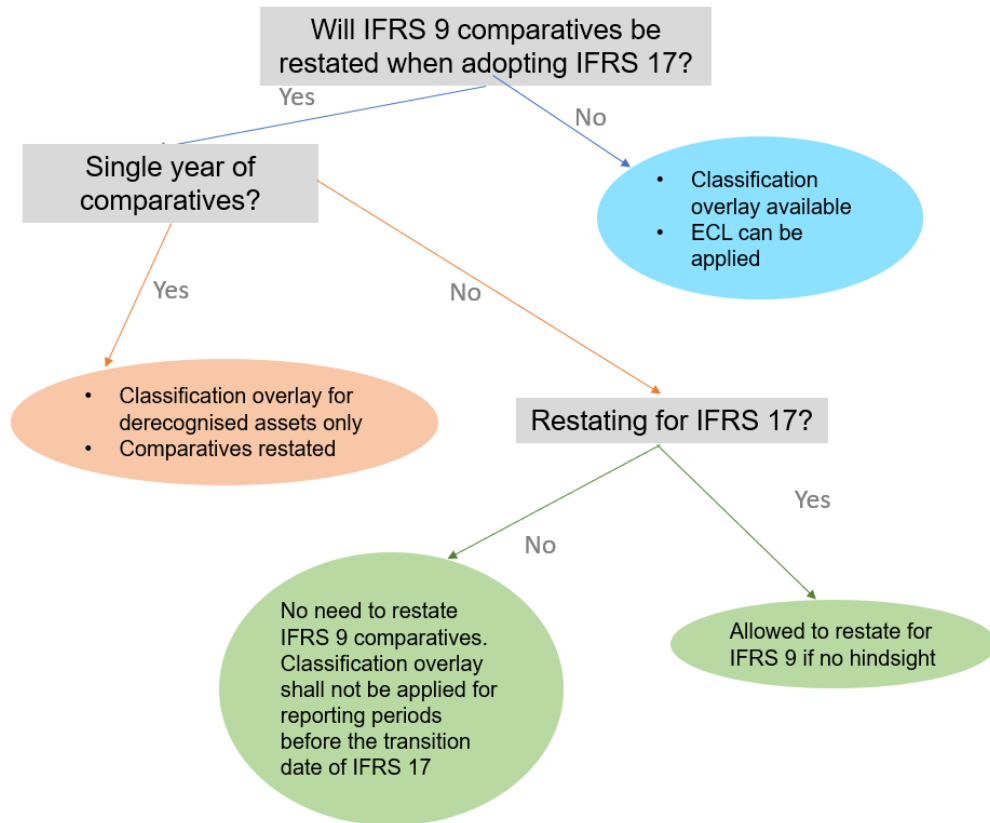 Will IFRS 9 comparatives be
restated when adopting IFRS 17?
Yes
No
Single year of
comparatives?
• Classification
overlay available
• ECL can be
applied
Yes
No
• Classification overlay for
derecognised assets only
• Comparatives restated
Restating for IFRS 17?
No
Yes
No need to restate
IFRS 9 comparatives.
Classification overlay
shall not be applied for
reporting periods
before the transition
date of IFRS 17
Allowed to restate for
IFRS 9 if no hindsight